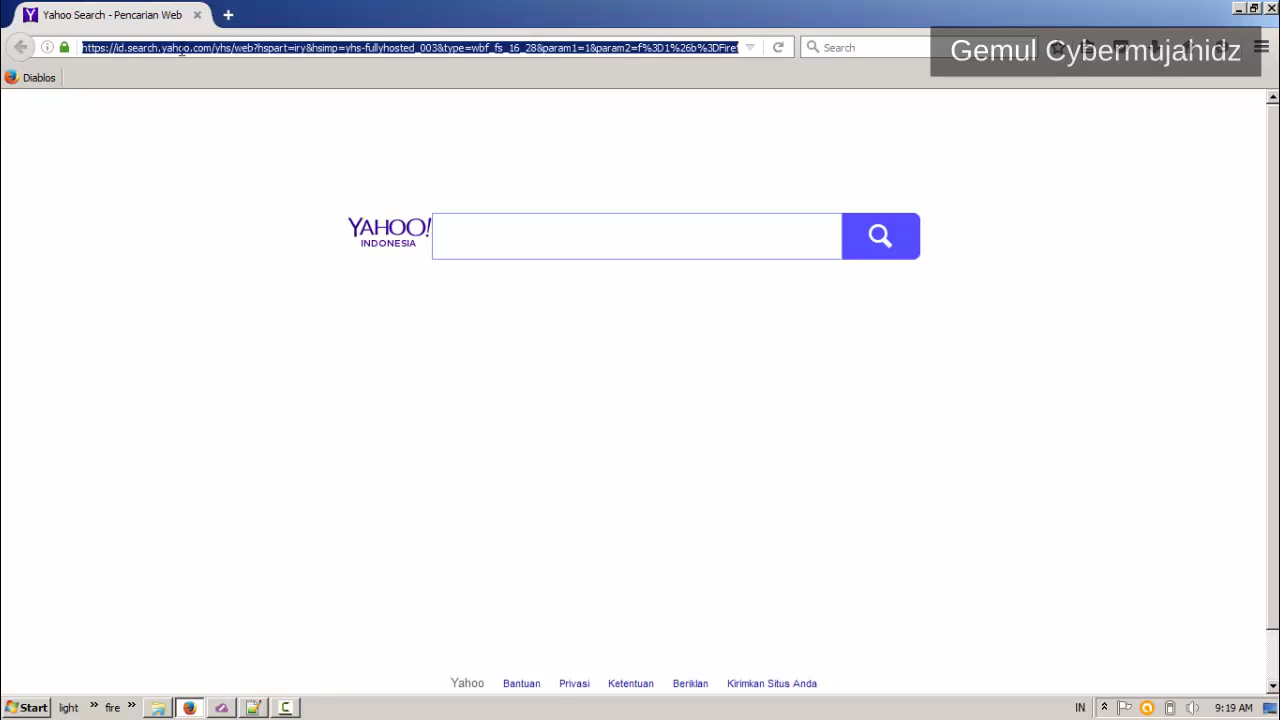 Yahoo Search - Pencarian Web
https://id.search.yahoo.com/yhs/web?hspart=iry&hsimp=yhs-fullyhosted_003&type=wbf_fs_16_28&param1=1&param2=f%3D1%26b%3DFiref
Search
Gemul Cybermujahidz
Diablos
YAHOO!
INDONESIA
Yahoo Bantuan Privasi Ketentuan Beriklan Kirimkan Situs Anda
Start light » fire » IN 9:19 AM